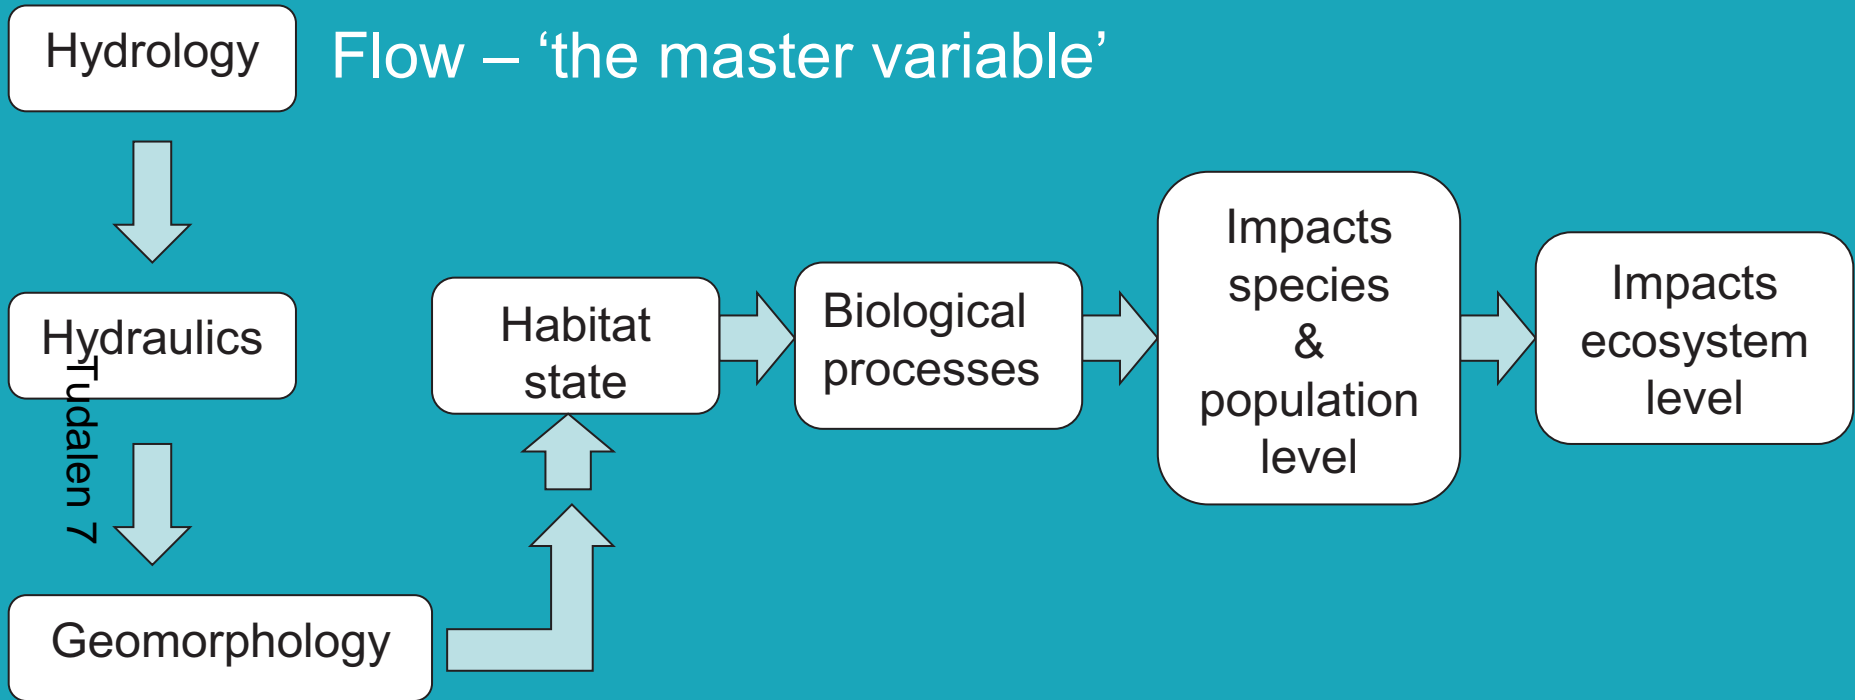 Hydrology
Flow – ‘the master variable’
Hydraulics
Tudalen 7
Geomorphology
Habitat
state
Biological
processes
Impacts
species
&
population
level
Impacts
ecosystem
level